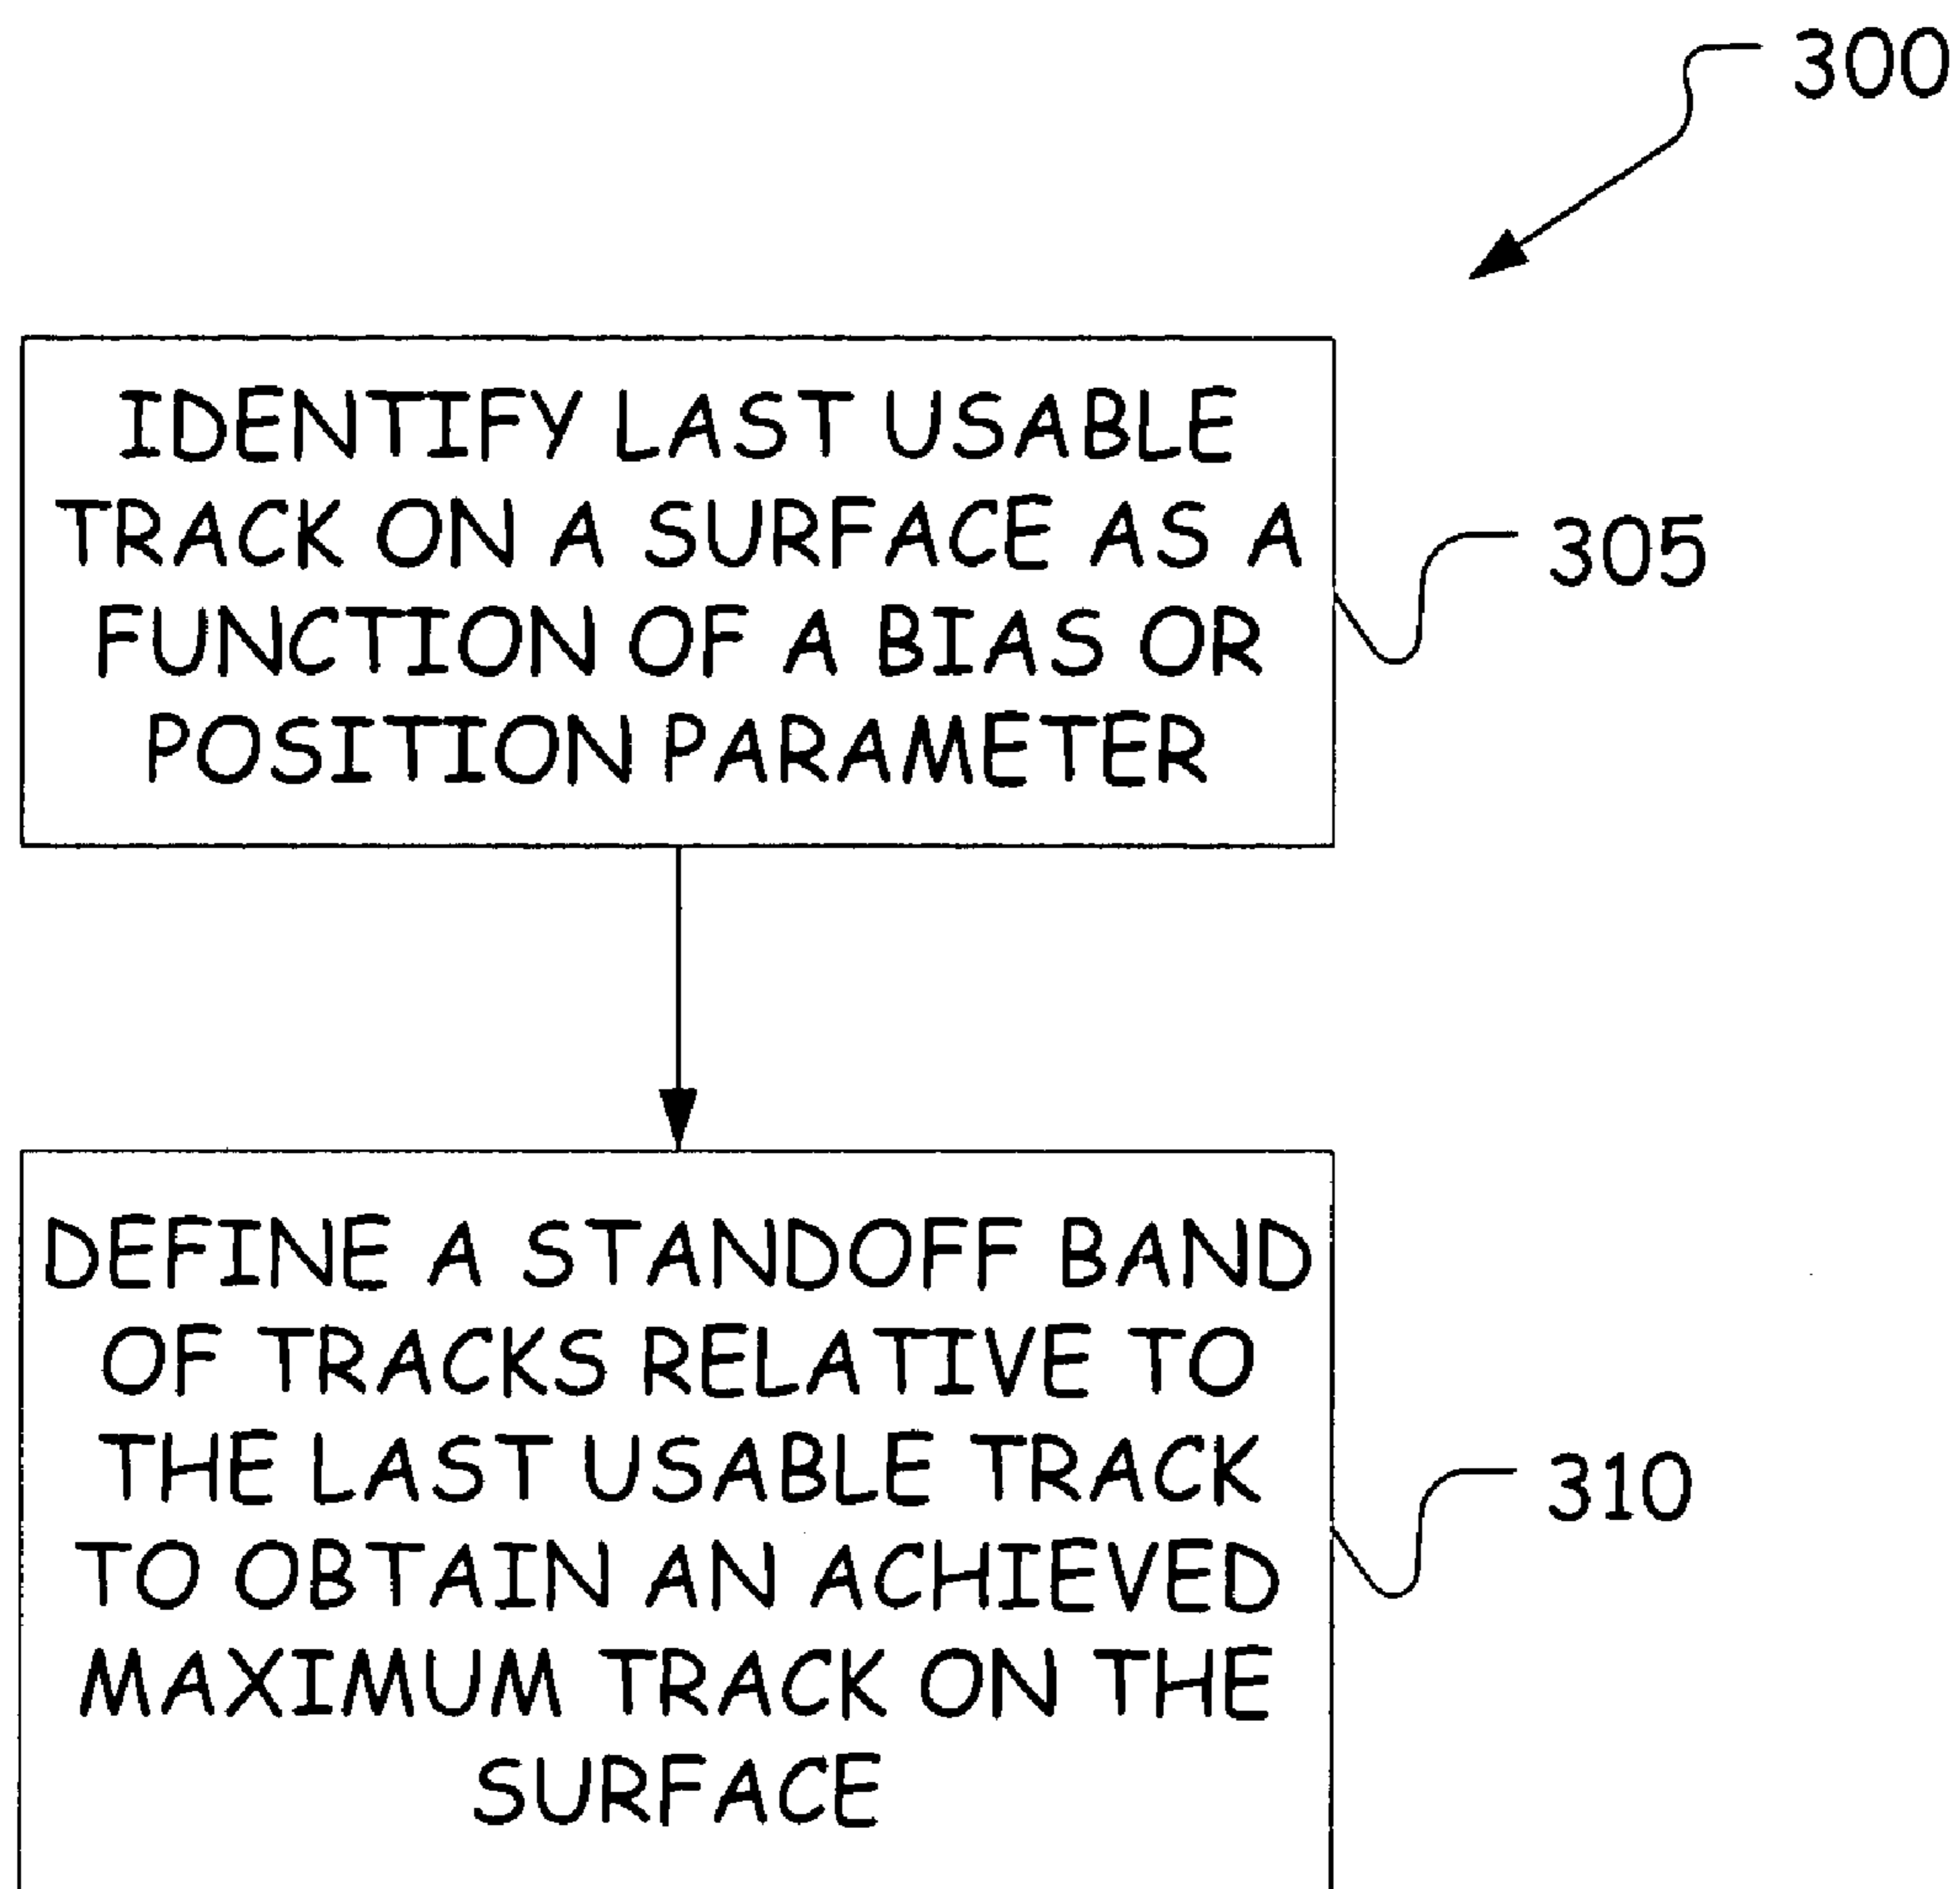 300
IDENTIFY LAST USABLE
TRACK ON A SURFACE AS A
FUNCTION OF A BIAS OR
POSITION PARAMETER
305
DEFINE A STANDOFF BAND
OF TRACKS RELATIVE TO
THE LAST USABLE TRACK
TO OBTAIN AN ACHIEVED
MAXIMUM TRACK ON THE
SURFACE
310